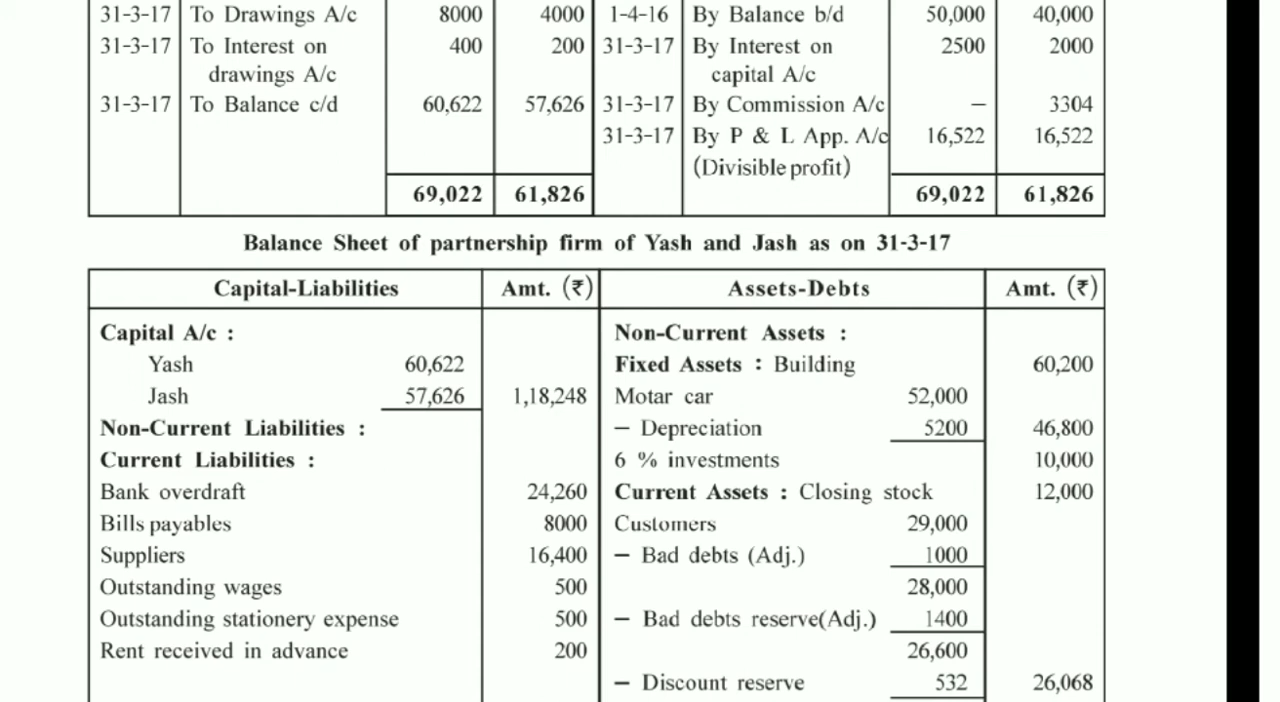 31-3-17 To Drawings A/c 8000 4000 1-4-16 By Balance b/d 50,000 40,000
31-3-17 To Interest on 400 200 31-3-17 By Interest on 2500 2000
drawings A/c capital A/c
31-3-17 To Balance c/d 60,622 57,626 31-3-17 By Commission A/c – 3304
31-3-17 By P & L App. A/c 16,522 16,522
(Divisible profit)
69,022 61,826 69,022 61,826
Balance Sheet of partnership firm of Yash and Jash as on 31-3-17
Capital-Liabilities Amt. (₹) Assets-Debts Amt. (₹)
Capital A/c : Non-Current Assets :
Yash 60,622 Fixed Assets : Building 60,200
Jash 57,626 1,18,248 Motar car 52,000
Non-Current Liabilities : – Depreciation 5200 46,800
Current Liabilities : 6 % investments 10,000
Bank overdraft 24,260 Current Assets : Closing stock 12,000
Bills payables 8000 Customers 29,000
Suppliers 16,400 – Bad debts (Adj.) 1000
Outstanding wages 500 28,000
Outstanding stationery expense 500 – Bad debts reserve(Adj.) 1400
Rent received in advance 200 26,600
– Discount reserve 532 26,068